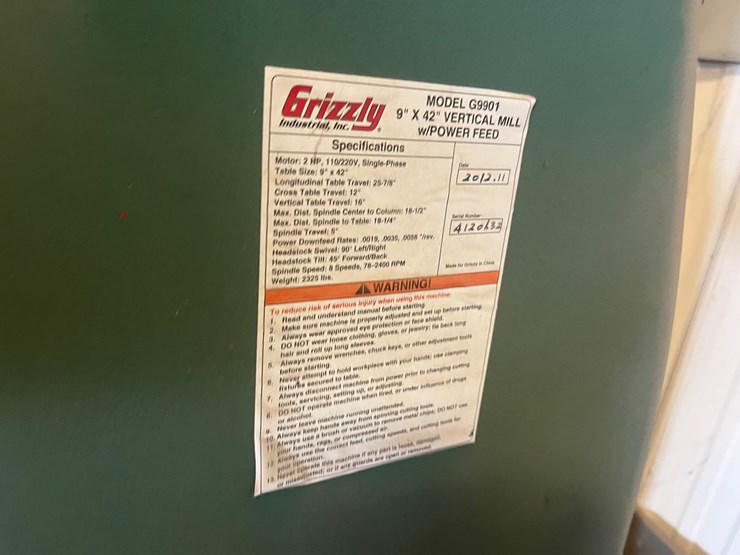 Grizzly
Industrial, Inc.
MODEL G9901
9" X 42" VERTICAL MILL
w/POWER FEED
Specifications
Motor: 2 HP, 110/220V, Single-Phase
Table Size: 9" x 42"
Longitudinal Table Travel: 25-7/8"
Cross Table Travel: 12"
Vertical Table Travel: 16"
Max. Dist. Spindle Center to Column: 18-1/2"
Max. Dist. Spindle to Table: 18-1/4"
Spindle Travel: 5"
Power Downfeed Rates: .0019, .0035, .0058 "/rev.
Headstock Swivel: 90° Left/Right
Headstock Tilt: 45° Forward/Back
Spindle Speed: 8 Speeds, 78-2400 RPM
Weight: 2325 lbs.
Date
2012.11
Serial Number
4120632
Made for Grizzly in China
WARNING!
To reduce risk of serious injury when using this machine:
1. Read and understand manual before starting.
2. Make sure machine is properly adjusted and set up before starting.
3. Always wear approved eye protection or face shield.
4. DO NOT wear loose clothing, gloves, or jewelry; tie back long
hair and roll up long sleeves.
5. Always remove wrenches, chuck keys, or other adjustment tools
before starting.
6. Never attempt to hold workpiece with your hands; use clamping
fixtures secured to table.
7. Always disconnect machine from power prior to changing cutting
tools, servicing, setting up, or adjusting.
8. DO NOT operate machine when tired, or under influence of drugs
or alcohol.
9. Never leave machine running unattended.
10. Always keep hands away from spinning cutting tools.
11. Always use a brush or vacuum to remove metal chips; DO NOT use
your hands, rags, or compressed air.
12. Always use the correct feed, cutting speeds, and cutting tools for
your operation.
13. Never operate this machine if any part is loose, damaged,
or misadjusted; or if any guards are open or removed.